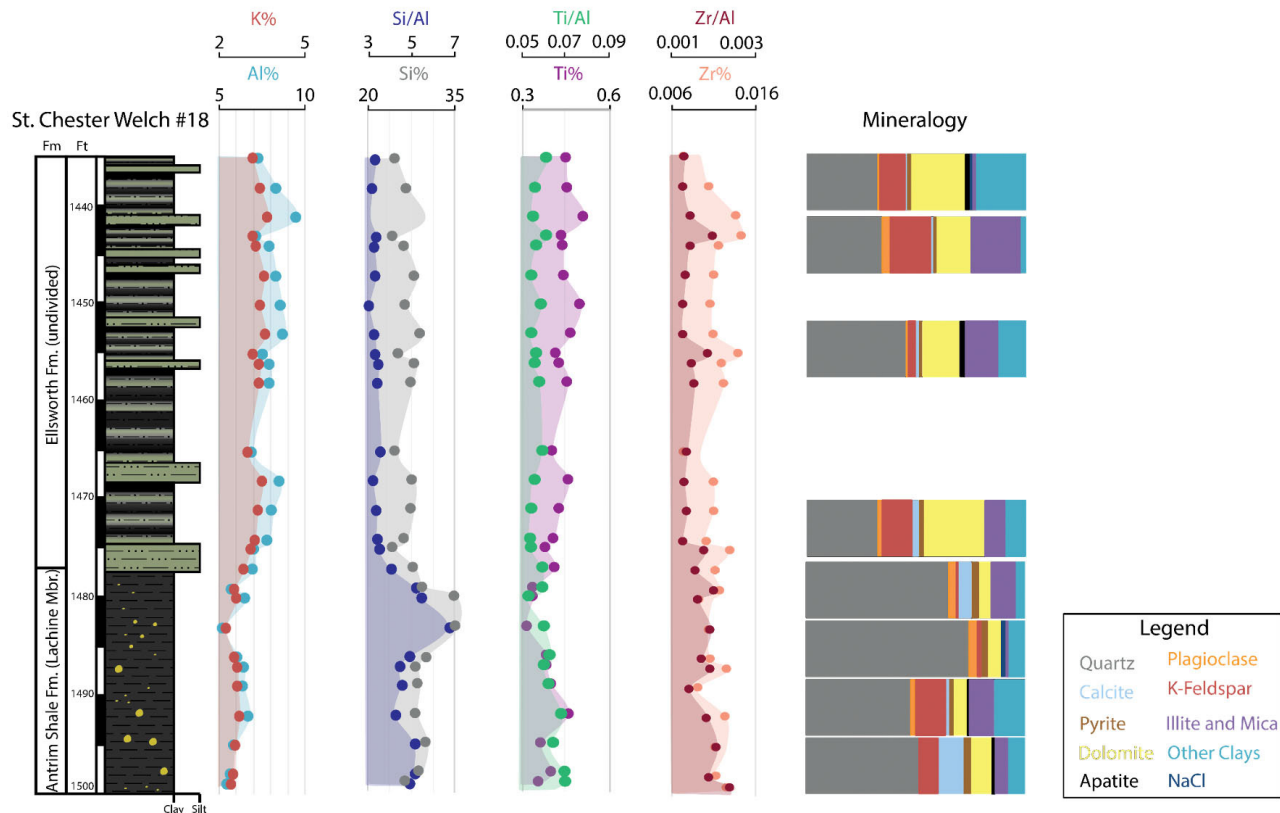 K%
Si/Al
Ti/Al
Zr/Al
2 5
3 5 7
0.05 0.07 0.09
0.001 0.003
Al%
Si%
Ti%
Zr%
5 10
20 35
0.3 0.6
0.006 0.016
St. Chester Welch #18
Mineralogy
Fm Ft
Ellsworth Fm. (undivided)
Antrim Shale Fm. (Lachine Mbr.)
1440
1450
1460
1470
1480
1490
1500
Clay Silt
Legend
Quartz Plagioclase
Calcite K-Feldspar
Pyrite Illite and Mica
Dolomite Other Clays
Apatite NaCl